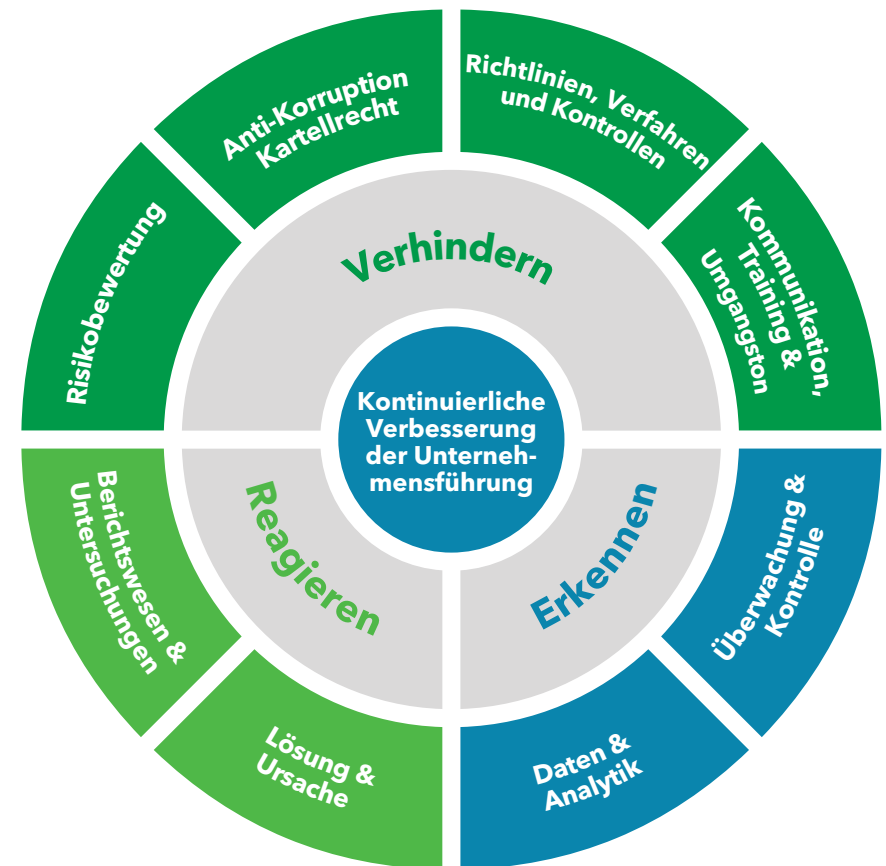 Anti-Korruption
Kartellrecht
Richtlinien, Verfahren
und Kontrollen
Risikobewertung
Kommunikation,
Training &
Umgangston
Verhindern
Kontinuierliche
Verbesserung
der Unterneh-
mensführung
Reagieren
Erkennen
Berichtswesen &
Untersuchungen
Überwachung &
Kontrolle
Lösung &
Ursache
Daten &
Analytik